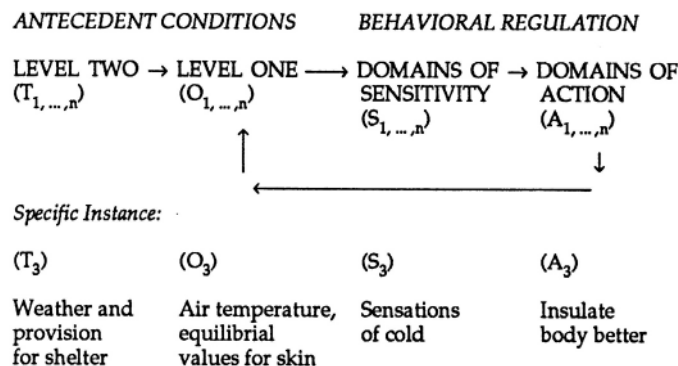 ANTECEDENT CONDITIONS BEHAVIORAL REGULATION
LEVEL TWO → LEVEL ONE ⟶ DOMAINS OF → DOMAINS OF
(T1, ...,n) (O1, ...,n) SENSITIVITY ACTION
(S1, ...,n) (A1, ...,n)
Specific Instance:
(T3) (O3) (S3) (A3)
Weather and Air temperature, Sensations Insulate
provision equilibrial of cold body better
for shelter values for skin